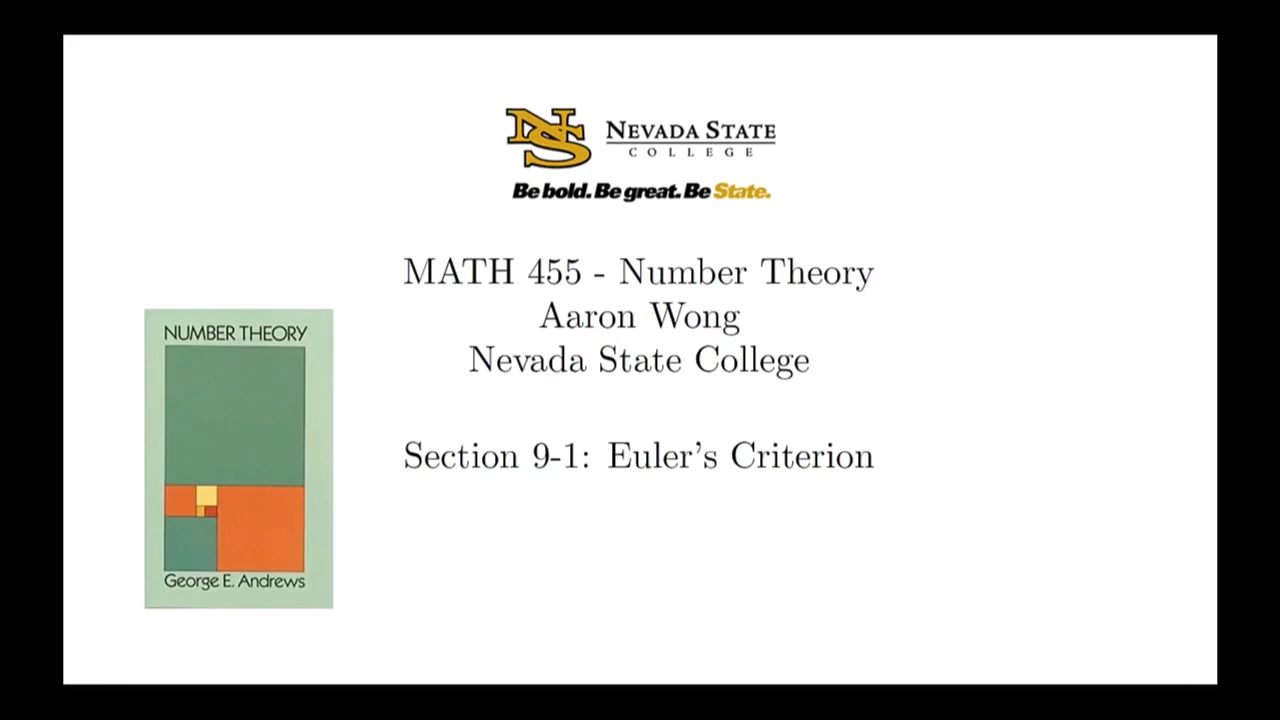 NS NEVADA STATE
COLLEGE
Be bold. Be great. Be State.
MATH 455 - Number Theory
Aaron Wong
Nevada State College
Section 9-1: Euler's Criterion
NUMBER THEORY
George E. Andrews